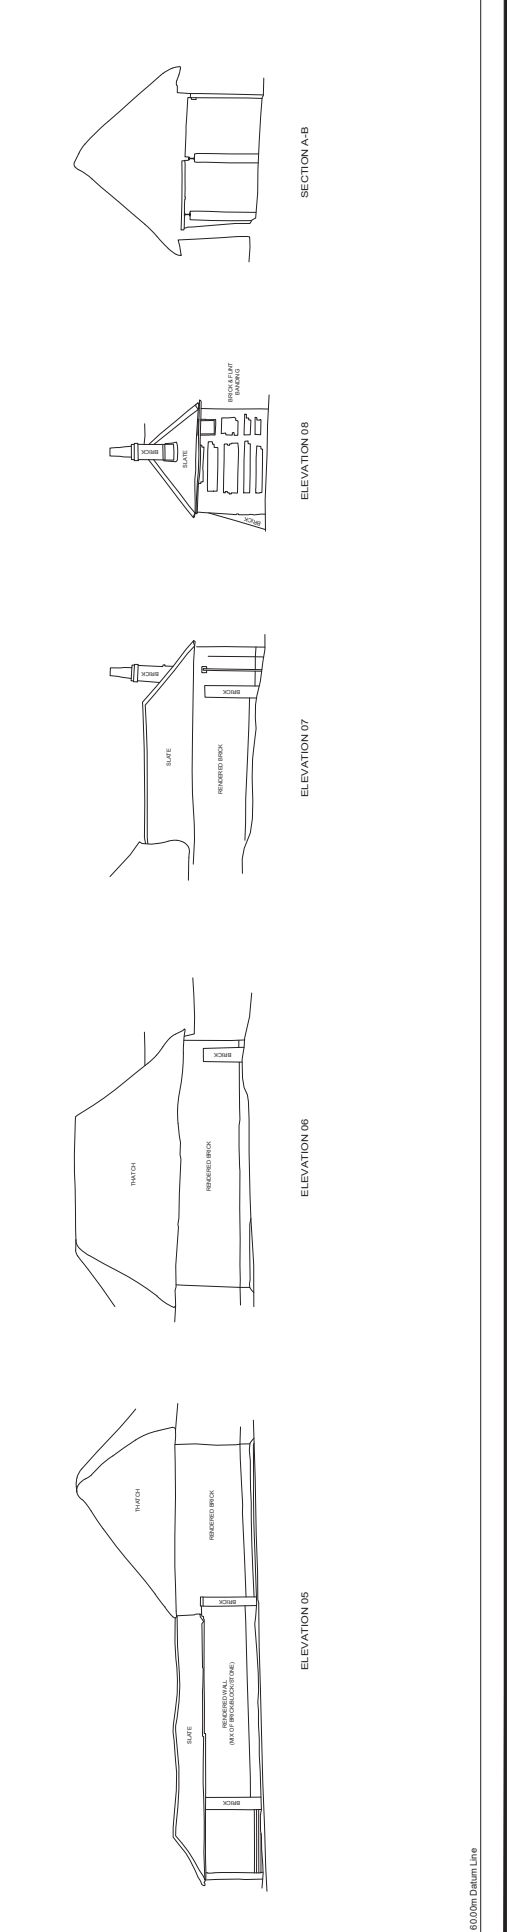 SECTION A-B
BRICK & FLINT
BANDING
BRICK
SLATE
BRICK
ELEVATION 08
BRICK
SLATE
BRICK
RENDERED BRICK
ELEVATION 07
BRICK
THATCH
RENDERED BRICK
ELEVATION 06
THATCH
RENDERED BRICK
BRICK
SLATE
RENDERED WALL
(MIX OF BRICK/BLOCK/STONE)
BRICK
ELEVATION 05
60.00m Datum Line